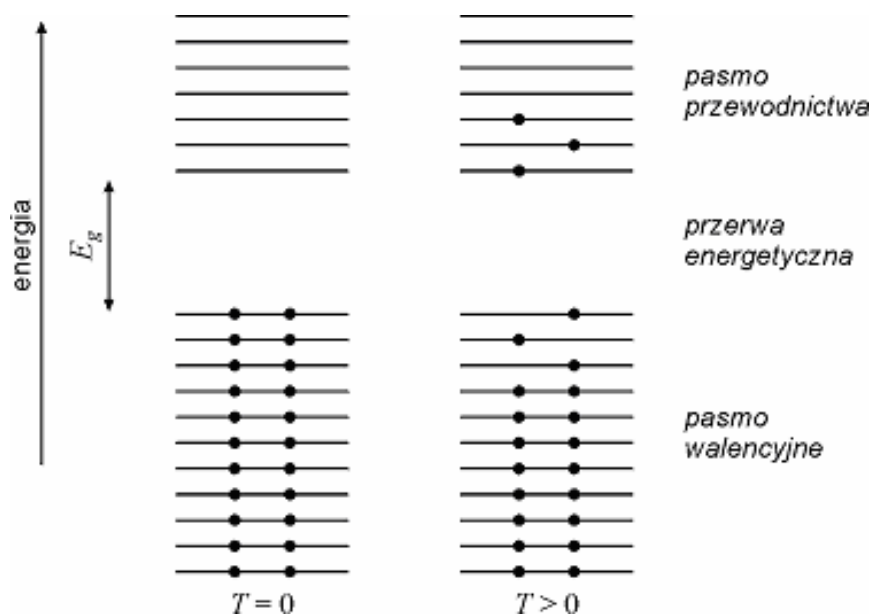 pasmo
przewodnictwa
energia
E_g
przerwa
energetyczna
pasmo
walencyjne
T = 0
T > 0